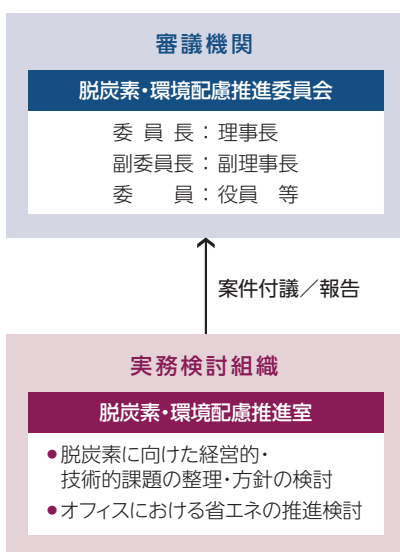 審議機関
脱炭素・環境配慮推進委員会
委員長：理事長
副委員長：副理事長
委　員：役員　等
案件付議／報告
実務検討組織
脱炭素・環境配慮推進室
●脱炭素に向けた経営的・
技術的課題の整理・方針の検討
●オフィスにおける省エネの推進検討